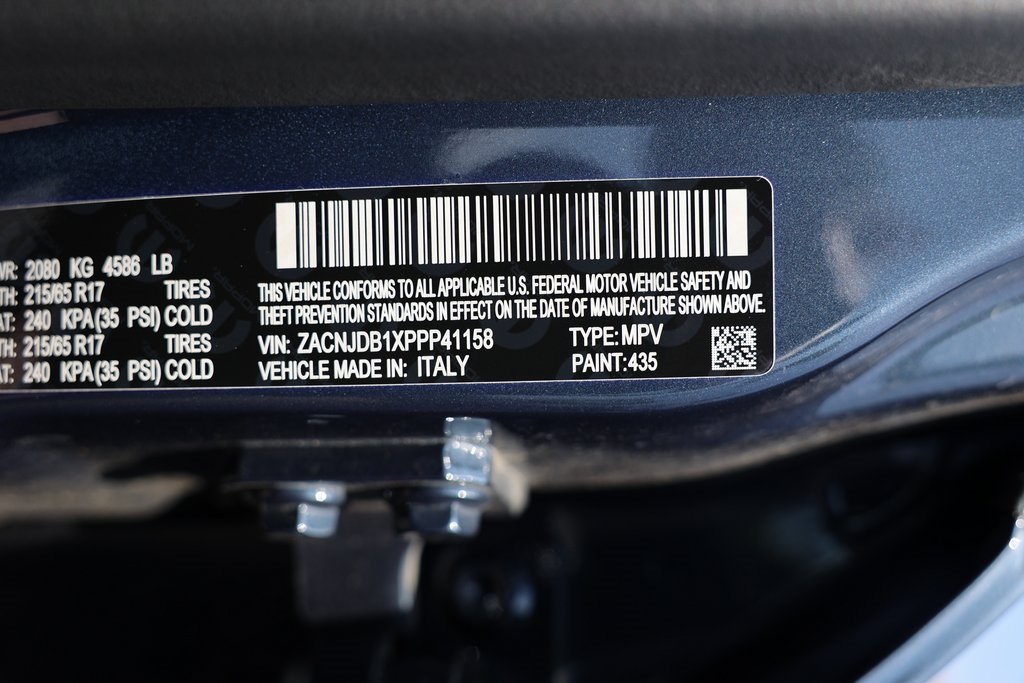 WR: 2080 KG 4586 LB
TH: 215/65 R17 TIRES
AT: 240 KPA(35 PSI) COLD
TH: 215/65 R17 TIRES
AT: 240 KPA(35 PSI) COLD
THIS VEHICLE CONFORMS TO ALL APPLICABLE U.S. FEDERAL MOTOR VEHICLE SAFETY AND
THEFT PREVENTION STANDARDS IN EFFECT ON THE DATE OF MANUFACTURE SHOWN ABOVE.
VIN: ZACNJDB1XPPP41158 TYPE: MPV
VEHICLE MADE IN: ITALY PAINT: 435